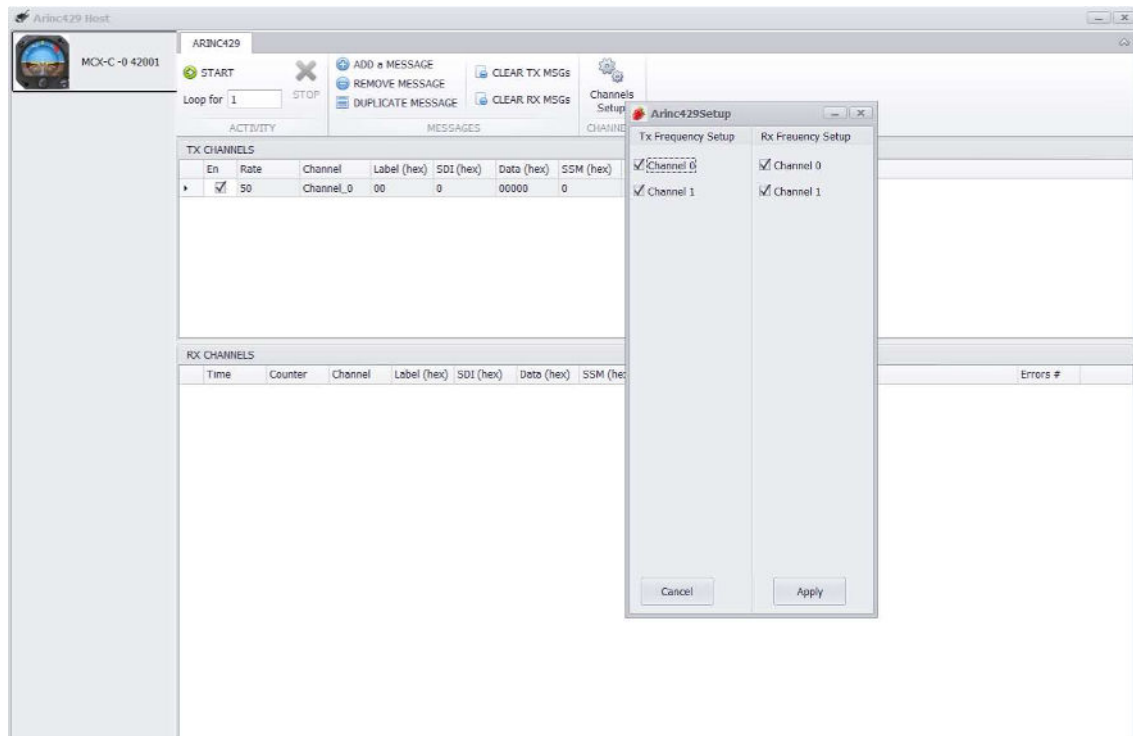 Arinc429 Host
MCX-C -0 42001
ARINC429
START
Loop for 1
STOP
ACTIVITY
ADD a MESSAGE
REMOVE MESSAGE
DUPLICATE MESSAGE
CLEAR TX MSGs
CLEAR RX MSGs
MESSAGES
Channels
Setup
CHANNE
TX CHANNELS
En Rate Channel Label (hex) SDI (hex) Data (hex) SSM (hex)
50 Channel_0 00 0 00000 0
RX CHANNELS
Time Counter Channel Label (hex) SDI (hex) Data (hex) SSM (he Errors #
Arinc429Setup
Tx Frequency Setup Rx Freuency Setup
Channel 0 Channel 0
Channel 1 Channel 1
Cancel Apply